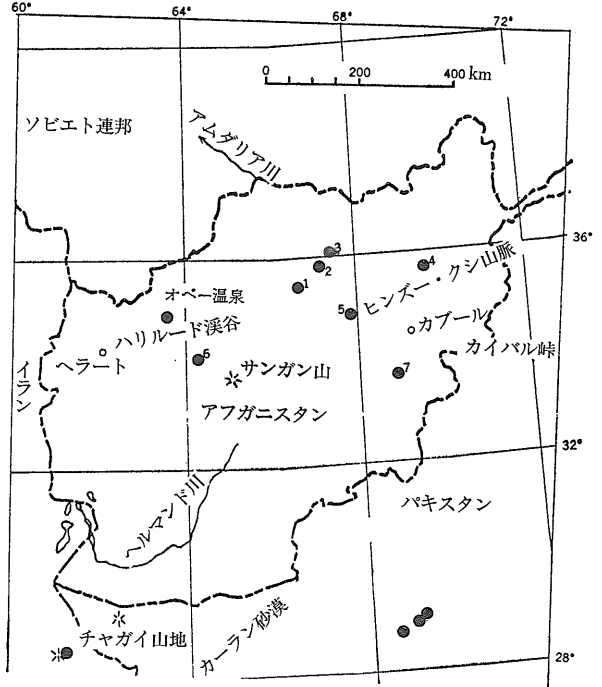 60°
64°
68°
72°
0 200 400 km
ソビエト連邦
アムダリア川
36°
3
2
4
1
ヒンズー・クシ山脈
5
オベー温泉
カブール
ハリルード渓谷
カイバル峠
ヘラート
6
サンガン山
7
イラン
アフガニスタン
32°
ヘルマンド川
パキスタン
チャガイ山地
カーラン砂漠
28°